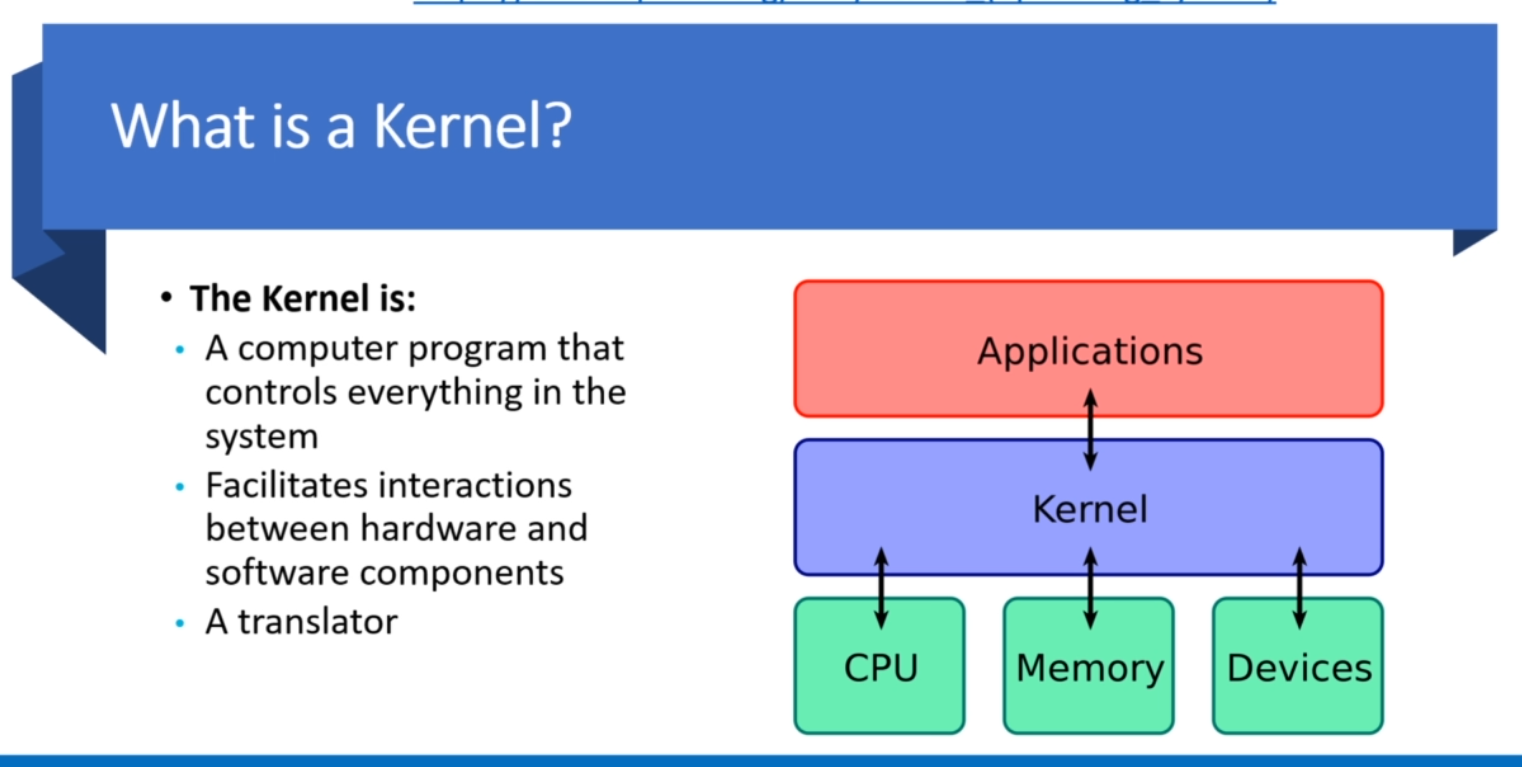 What is a Kernel?
• The Kernel is:
• A computer program that
controls everything in the
system
• Facilitates interactions
between hardware and
software components
• A translator
Applications
Kernel
CPU
Memory
Devices